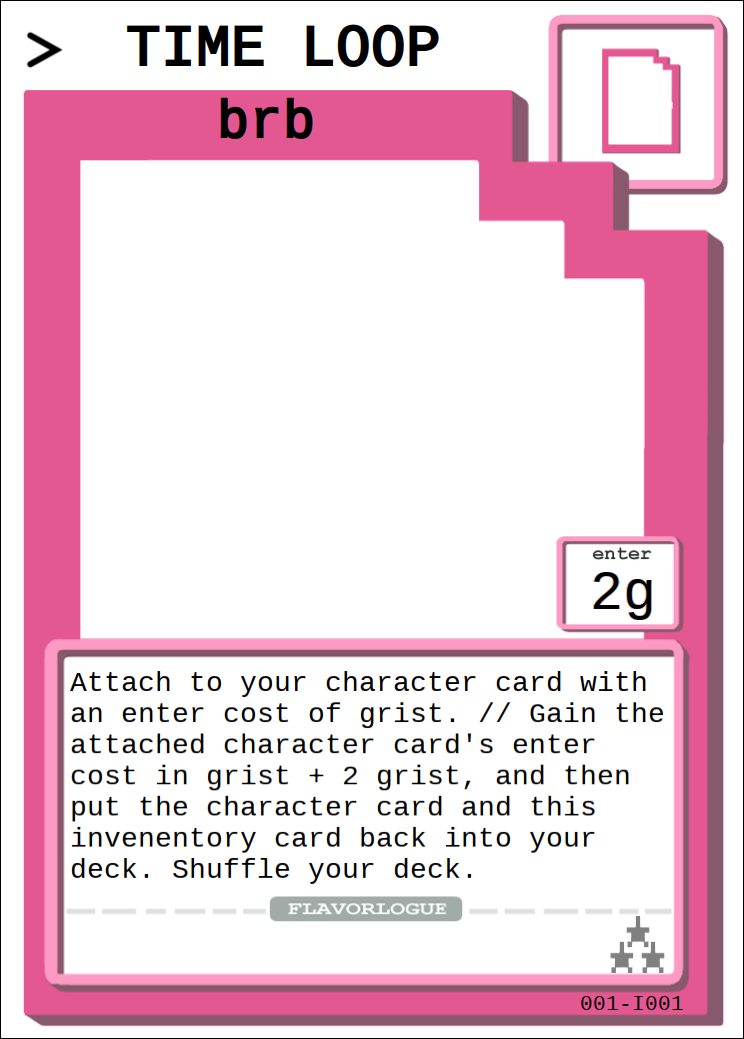 > TIME LOOP
brb
enter
2g
Attach to your character card with
an enter cost of grist. // Gain the
attached character card's enter
cost in grist + 2 grist, and then
put the character card and this
invenentory card back into your
deck. Shuffle your deck.
FLAVORLOGUE
001-I001